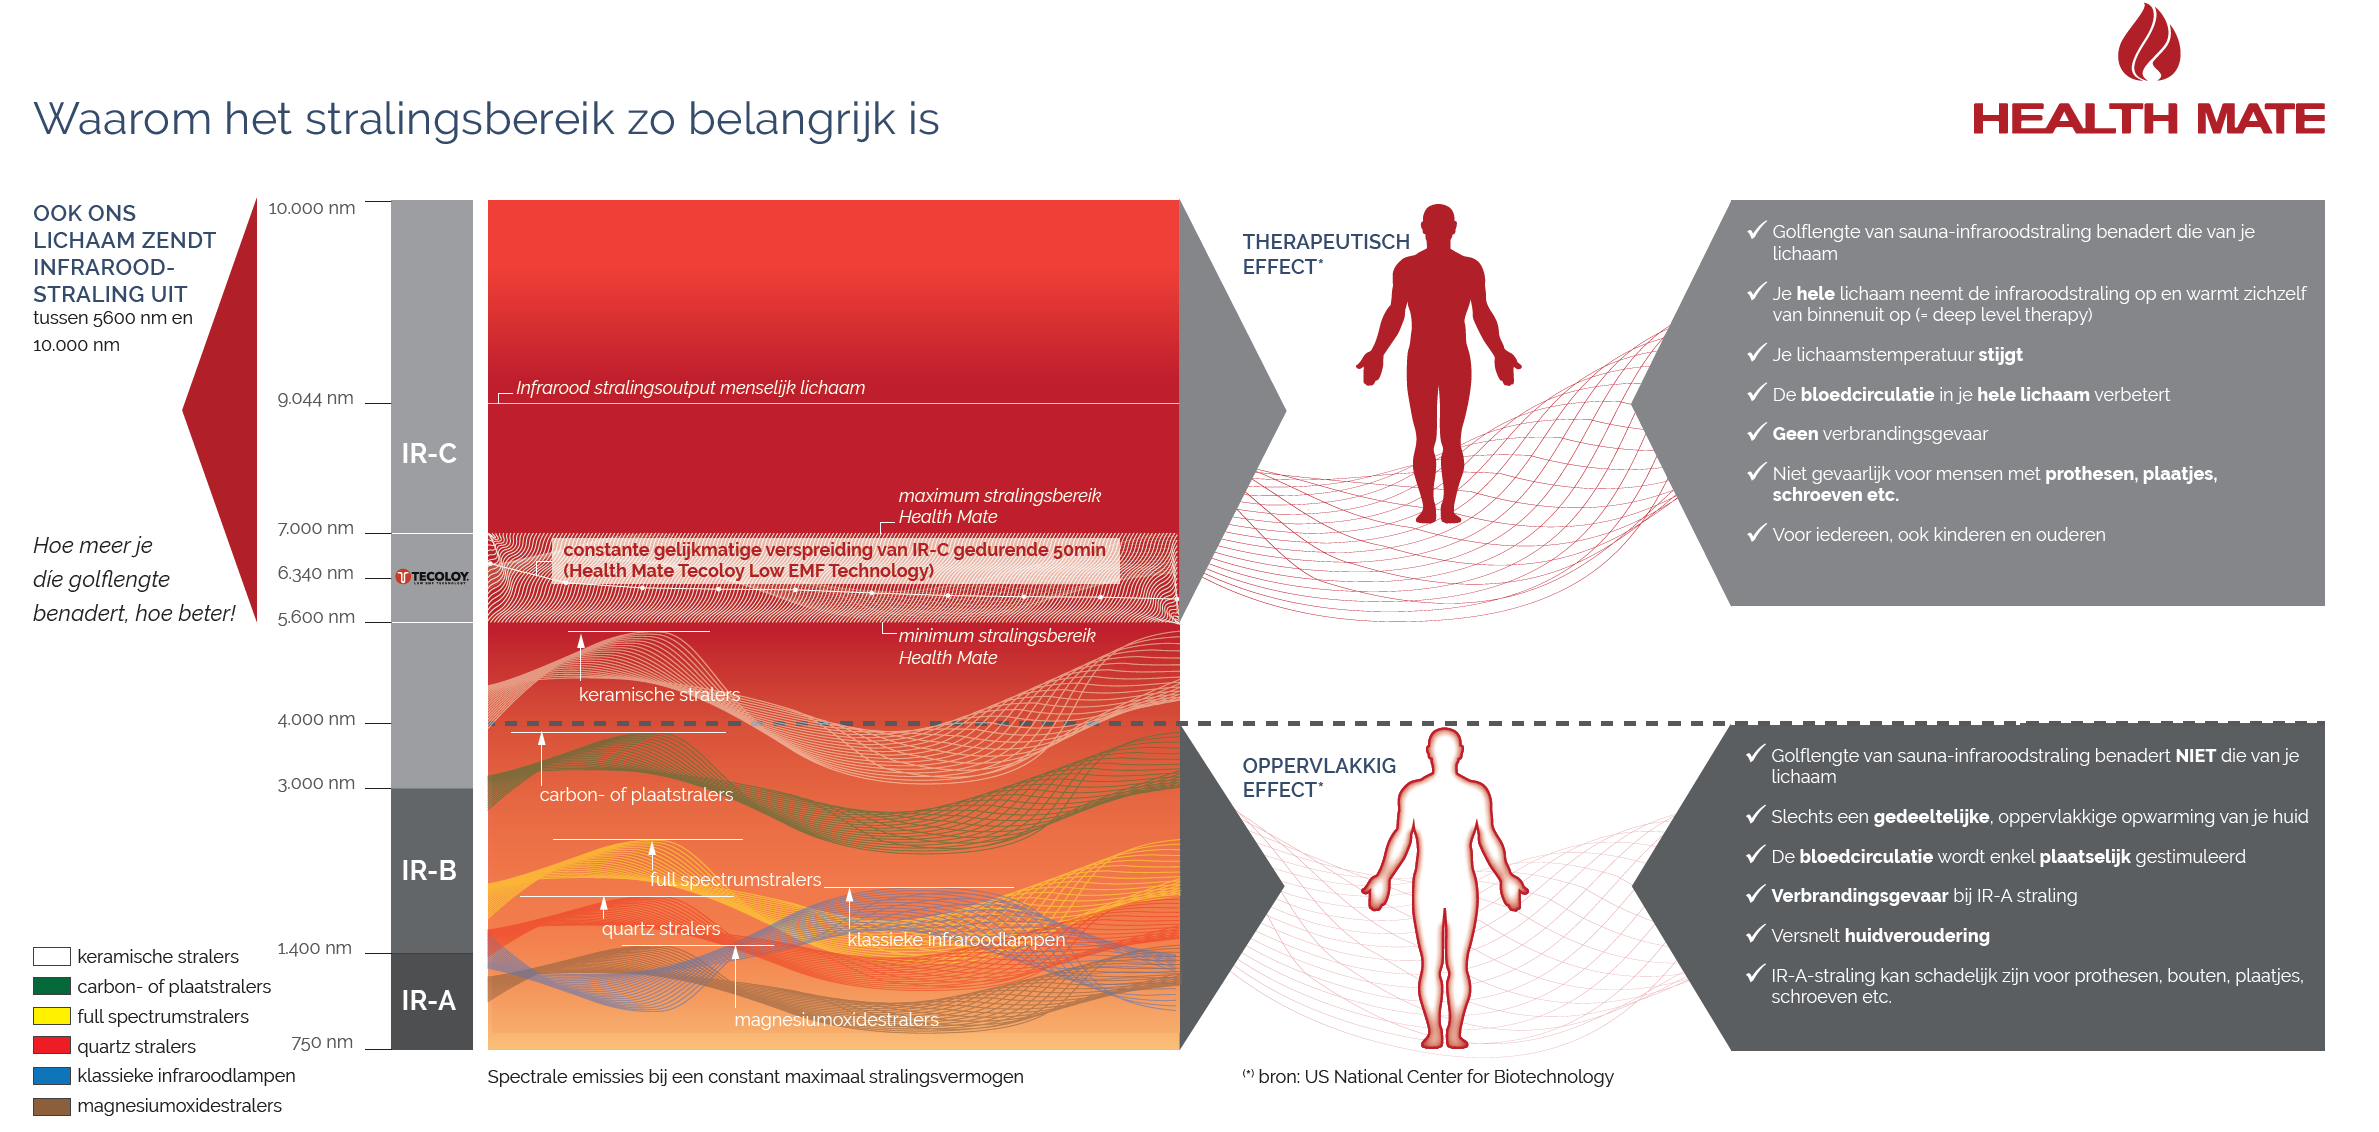 HEALTH MATE
Waarom het stralingsbereik zo belangrijk is
OOK ONS
LICHAAM ZENDT
INFRAROOD-
STRALING UIT
tussen 5600 nm en
10.000 nm
Hoe meer je
die golflengte
benadert, hoe beter!
10.000 nm
9.044 nm
7.000 nm
6.340 nm
5.600 nm
4.000 nm
3.000 nm
1.400 nm
750 nm
IR-C
TECOLOY
LOW EMF TECHNOLOGY
IR-B
IR-A
Infrarood stralingsoutput menselijk lichaam
maximum stralingsbereik
Health Mate
constante gelijkmatige verspreiding van IR-C gedurende 50min
(Health Mate Tecoloy Low EMF Technology)
minimum stralingsbereik
Health Mate
keramische stralers
carbon- of plaatstralers
full spectrumstralers
quartz stralers
klassieke infraroodlampen
magnesiumoxidestralers
THERAPEUTISCH
EFFECT*
Golflengte van sauna-infraroodstraling benadert die van je
lichaam
Je hele lichaam neemt de infraroodstraling op en warmt zichzelf
van binnenuit op (= deep level therapy)
Je lichaamstemperatuur stijgt
De bloedcirculatie in je hele lichaam verbetert
Geen verbrandingsgevaar
Niet gevaarlijk voor mensen met prothesen, plaatjes,
schroeven etc.
Voor iedereen, ook kinderen en ouderen
OPPERVLAKKIG
EFFECT*
Golflengte van sauna-infraroodstraling benadert NIET die van je
lichaam
Slechts een gedeeltelijke, oppervlakkige opwarming van je huid
De bloedcirculatie wordt enkel plaatselijk gestimuleerd
Verbrandingsgevaar bij IR-A straling
Versnelt huidveroudering
IR-A-straling kan schadelijk zijn voor prothesen, bouten, plaatjes,
schroeven etc.
keramische stralers
carbon- of plaatstralers
full spectrumstralers
quartz stralers
klassieke infraroodlampen
magnesiumoxidestralers
Spectrale emissies bij een constant maximaal stralingsvermogen
(*) bron: US National Center for Biotechnology